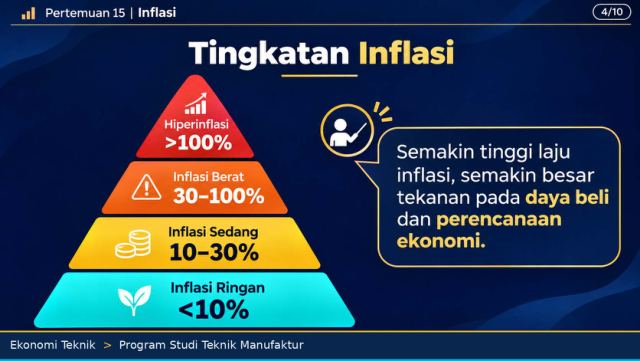 Pertemuan 15 | Inflasi
4/10
Tingkatan Inflasi
Hiperinflasi
>100%
Inflasi Berat
30–100%
Inflasi Sedang
10–30%
Inflasi Ringan
<10%
Semakin tinggi laju
inflasi, semakin besar
tekanan pada daya beli
dan perencanaan
ekonomi.
Ekonomi Teknik > Program Studi Teknik Manufaktur